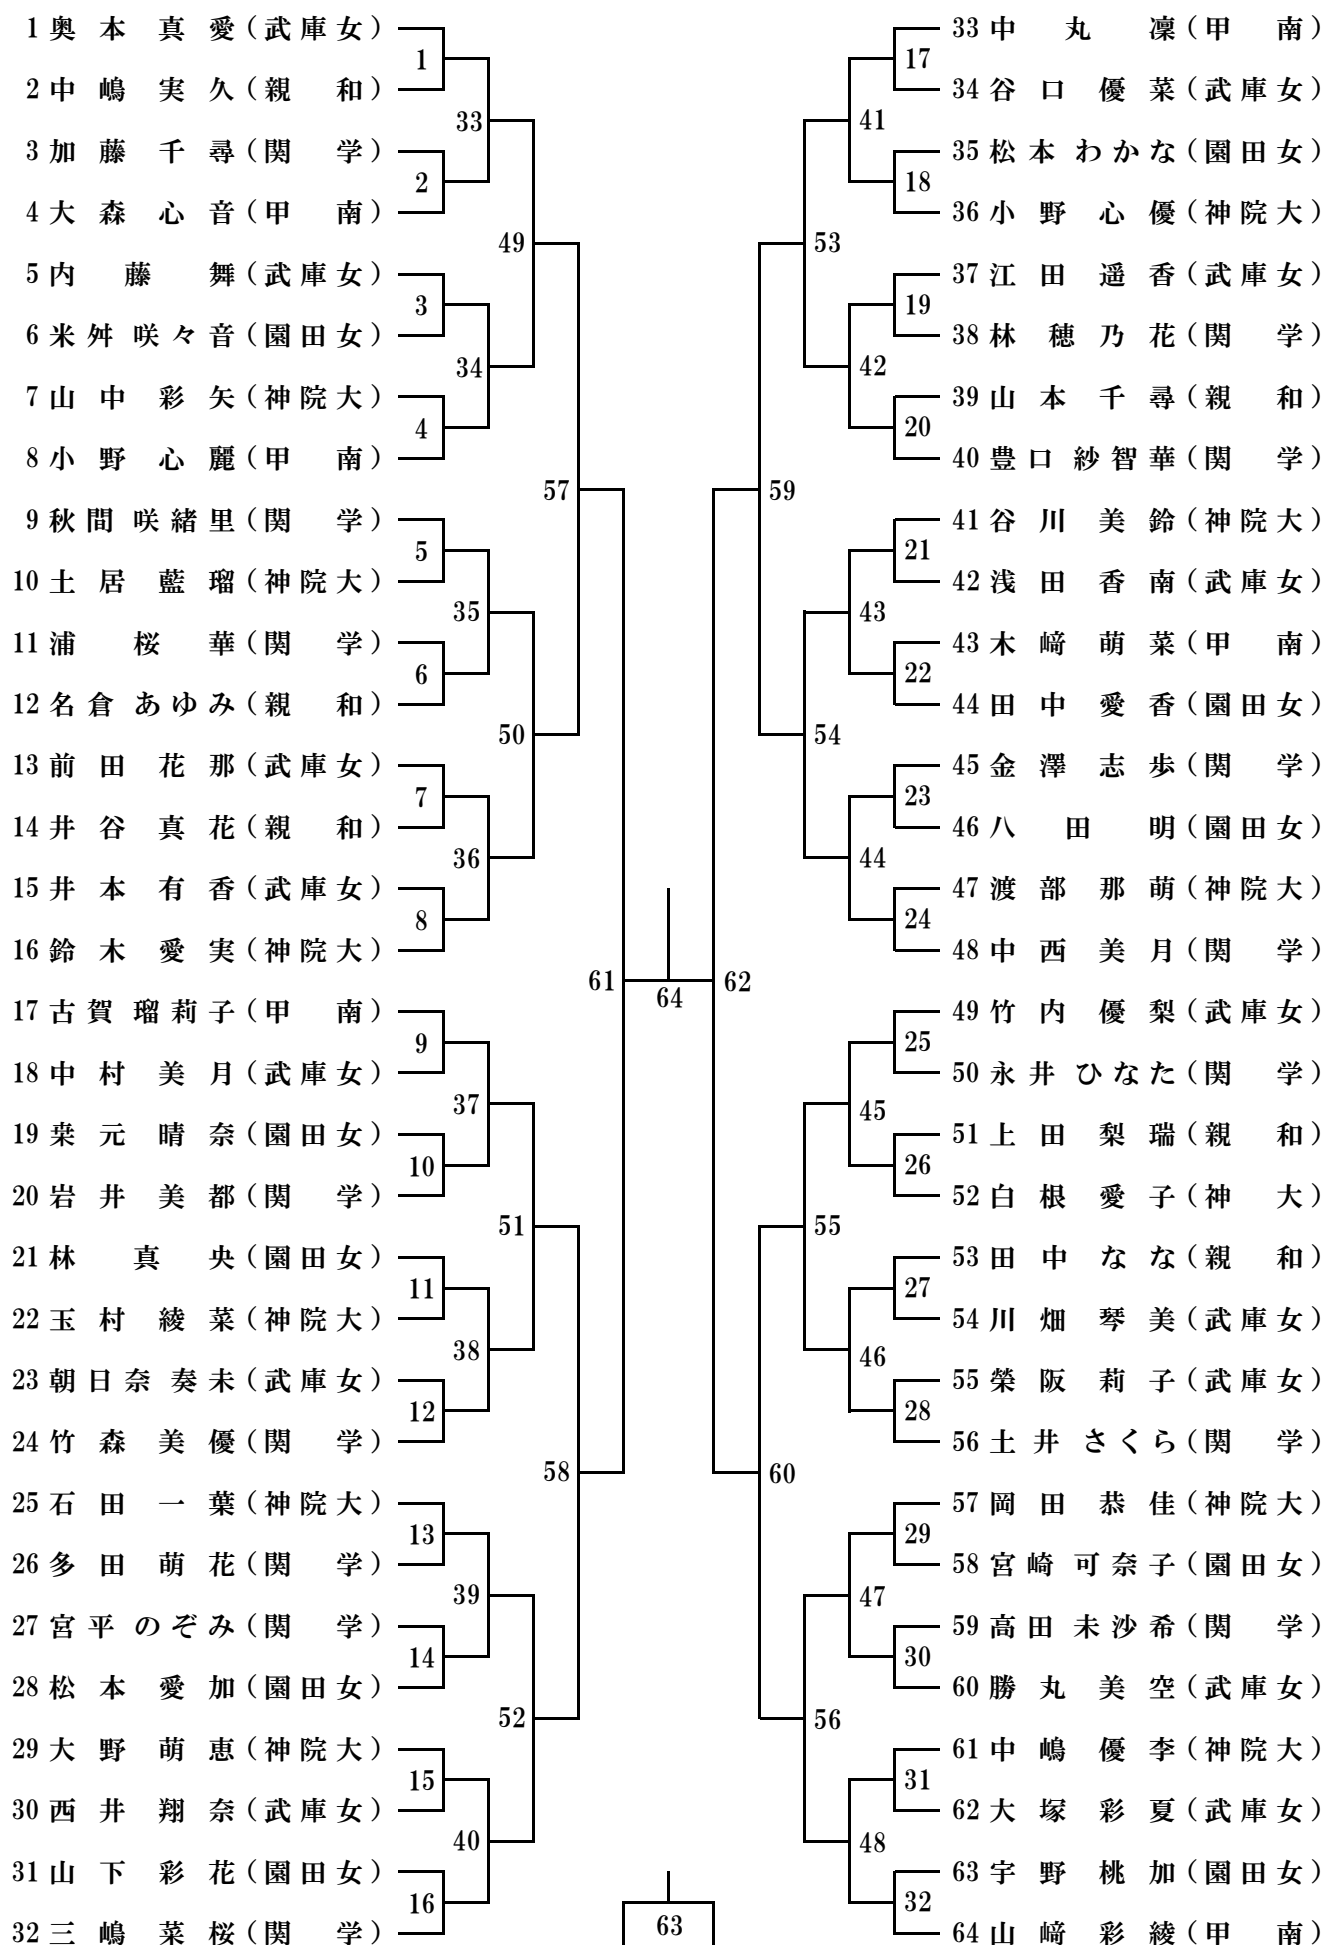 1 奥本真愛(武庫女)
1
2 中嶋実久(親和)
33
3 加藤千尋(関学)
2
4 大森心音(甲南)
49
5 内藤舞(武庫女)
3
6 米舛咲々音(園田女)
34
7 山中彩矢(神院大)
4
8 小野心麗(甲南)
57
9 秋間咲緒里(関学)
5
10 土居藍瑠(神院大)
35
11 浦桜華(関学)
6
12 名倉あゆみ(親和)
50
13 前田花那(武庫女)
7
14 井谷真花(親和)
36
15 井本有香(武庫女)
8
16 鈴木愛実(神院大)
61
17 古賀瑠莉子(甲南)
9
18 中村美月(武庫女)
37
19 桒元晴奈(園田女)
10
20 岩井美都(関学)
51
21 林真央(園田女)
11
22 玉村綾菜(神院大)
38
23 朝日奈奏未(武庫女)
12
24 竹森美優(関学)
58
25 石田一葉(神院大)
13
26 多田萌花(関学)
39
27 宮平のぞみ(関学)
14
28 松本愛加(園田女)
52
29 大野萌恵(神院大)
15
30 西井翔奈(武庫女)
40
31 山下彩花(園田女)
16
32 三嶋菜桜(関学)
64
63
33 中丸凜(甲南)
17
34 谷口優菜(武庫女)
41
35 松本わかな(園田女)
18
36 小野心優(神院大)
53
37 江田遥香(武庫女)
19
38 林穂乃花(関学)
42
39 山本千尋(親和)
20
40 豊口紗智華(関学)
59
41 谷川美鈴(神院大)
21
42 浅田香南(武庫女)
43
43 木﨑萌菜(甲南)
22
44 田中愛香(園田女)
54
45 金澤志歩(関学)
23
46 八田明(園田女)
44
47 渡部那萌(神院大)
24
48 中西美月(関学)
62
49 竹内優梨(武庫女)
25
50 永井ひなた(関学)
45
51 上田梨瑞(親和)
26
52 白根愛子(神大)
55
53 田中なな(親和)
27
54 川畑琴美(武庫女)
46
55 榮阪莉子(武庫女)
28
56 土井さくら(関学)
60
57 岡田恭佳(神院大)
29
58 宮崎可奈子(園田女)
47
59 高田未沙希(関学)
30
60 勝丸美空(武庫女)
56
61 中嶋優李(神院大)
31
62 大塚彩夏(武庫女)
48
63 宇野桃加(園田女)
32
64 山﨑彩綾(甲南)